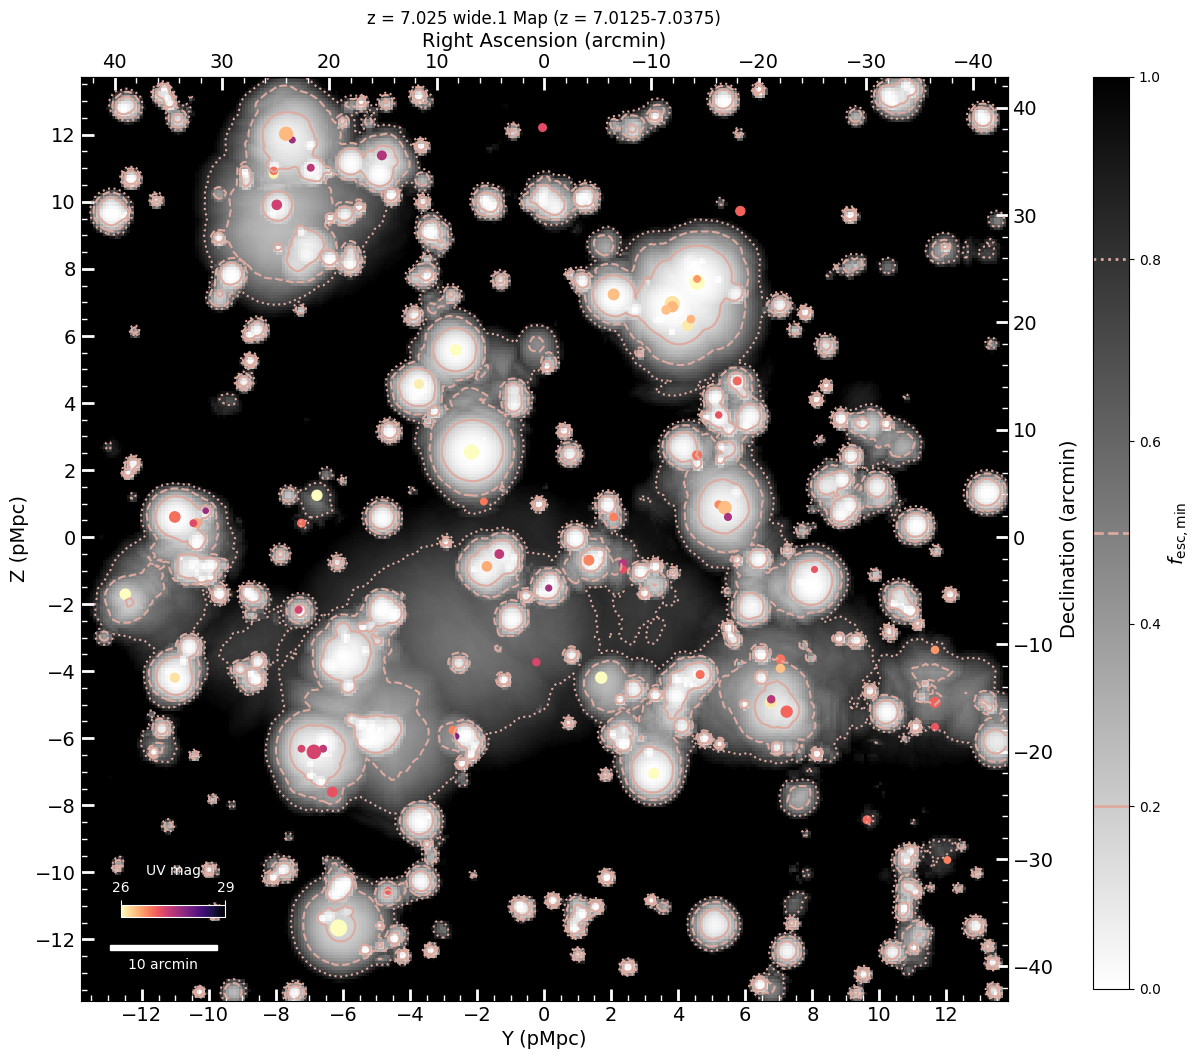 z = 7.025 wide.1 Map (z = 7.0125-7.0375)
Right Ascension (arcmin)
40 30 20 10 0 −10 −20 −30 −40
12
10
8
6
4
2
0
−2
−4
−6
−8
−10
−12
Z (pMpc)
40
30
20
10
0
−10
−20
−30
−40
Declination (arcmin)
1.0
0.8
0.6
0.4
0.2
0.0
fesc,min
UV mag
26 29
10 arcmin
−12 −10 −8 −6 −4 −2 0 2 4 6 8 10 12
Y (pMpc)